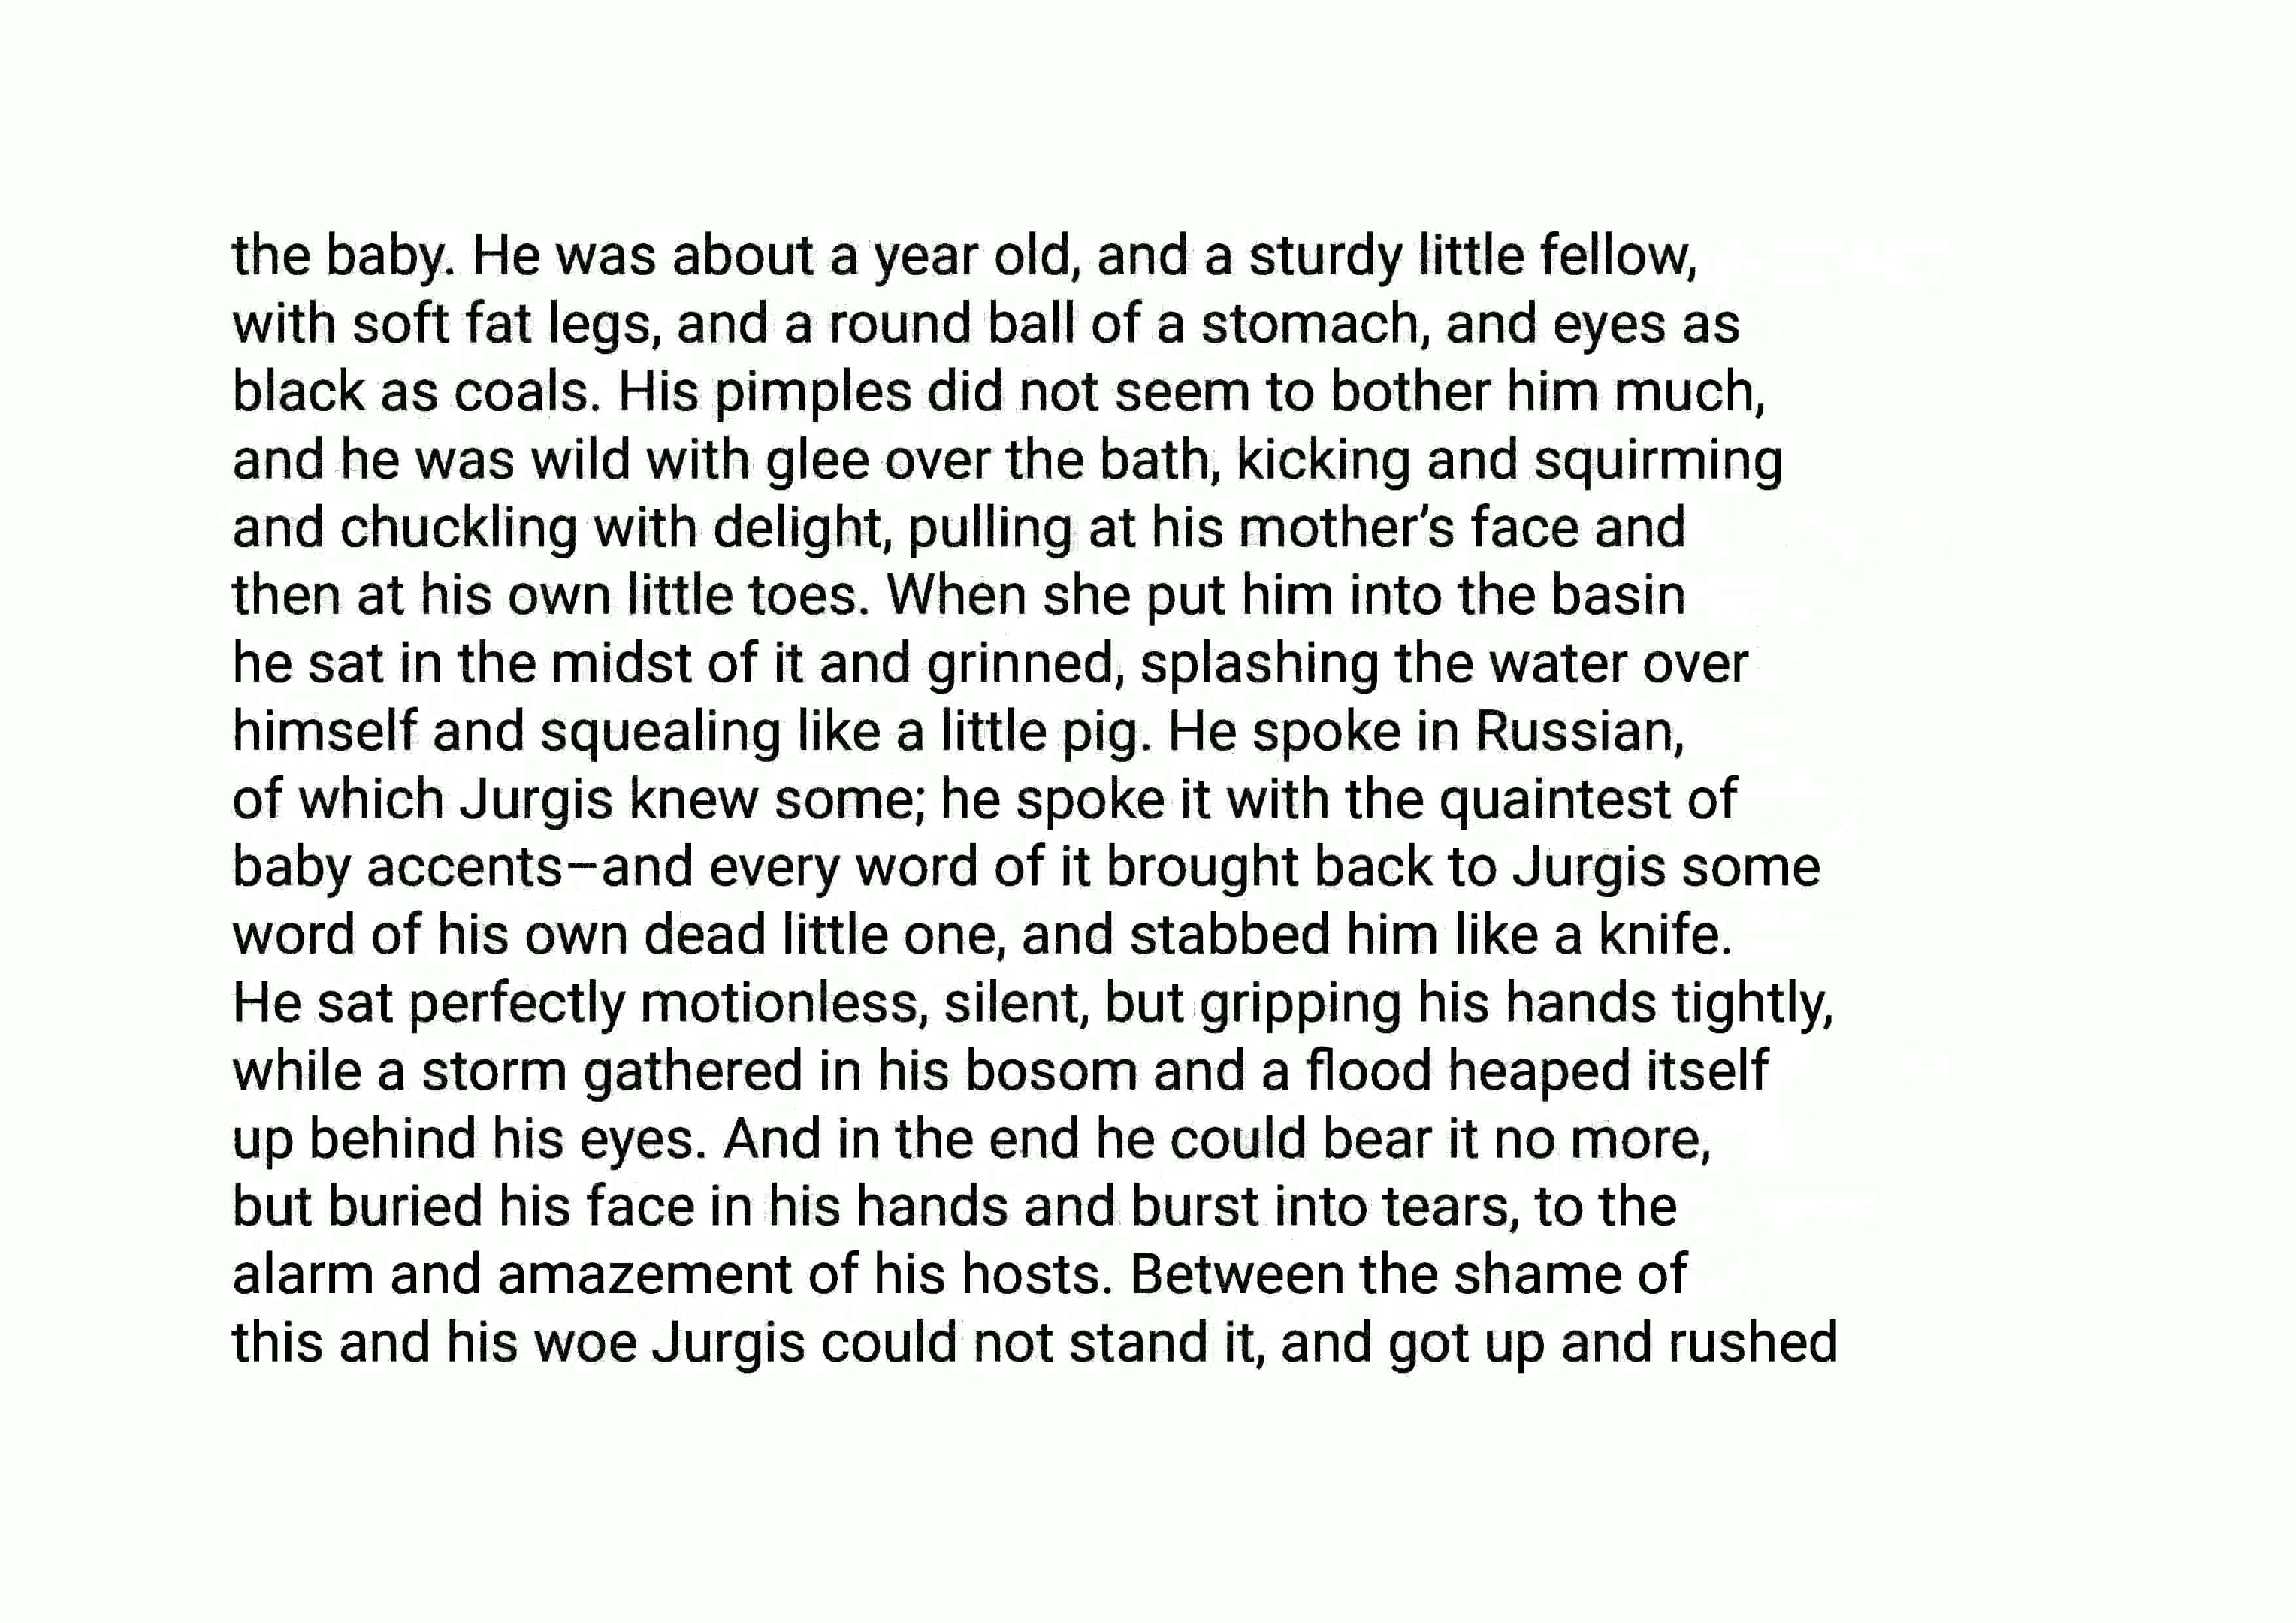 the baby. He was about a year old, and a sturdy little fellow,
with soft fat legs, and a round ball of a stomach, and eyes as
black as coals. His pimples did not seem to bother him much,
and he was wild with glee over the bath, kicking and squirming
and chuckling with delight, pulling at his mother’s face and
then at his own little toes. When she put him into the basin
he sat in the midst of it and grinned, splashing the water over
himself and squealing like a little pig. He spoke in Russian,
of which Jurgis knew some; he spoke it with the quaintest of
baby accents–and every word of it brought back to Jurgis some
word of his own dead little one, and stabbed him like a knife.
He sat perfectly motionless, silent, but gripping his hands tightly,
while a storm gathered in his bosom and a flood heaped itself
up behind his eyes. And in the end he could bear it no more,
but buried his face in his hands and burst into tears, to the
alarm and amazement of his hosts. Between the shame of
this and his woe Jurgis could not stand it, and got up and rushed